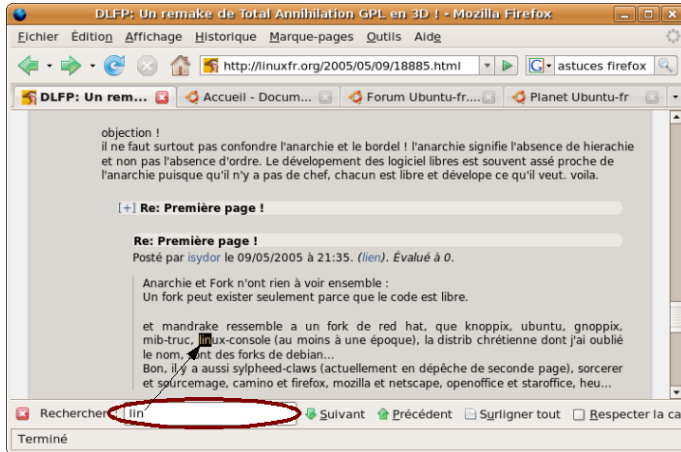 DLFP: Un remake de Total Annihilation GPL en 3D ! - Mozilla Firefox
Fichier Édition Affichage Historique Marque-pages Outils Aide
http://linuxfr.org/2005/05/09/18885.html G astuces firefox
DLFP: Un rem... Accueil - Docum... Forum Ubuntu-fr.... Planet Ubuntu-fr
objection !
il ne faut surtout pas confondre l'anarchie et le bordel ! l'anarchie signifie l'absence de hierachie
et non pas l'absence d'ordre. Le dévelopement des logiciel libres est souvent assé proche de
l'anarchie puisque qu'il n'y a pas de chef, chacun est libre et dévelope ce qu'il veut. voila.
[+] Re: Première page !
Re: Première page !
Posté par isydor le 09/05/2005 à 21:35. (lien). Évalué à 0.
Anarchie et Fork n'ont rien à voir ensemble :
Un fork peut exister seulement parce que le code est libre.
et mandrake ressemble a un fork de red hat, que knoppix, ubuntu, gnoppix,
mib-truc, linux-console (au moins à une époque), la distrib chrétienne dont j'ai oublié
le nom, sont des forks de debian...
Bon, il y a aussi sylpheed-claws (actuellement en dépêche de seconde page), sorcerer
et sourcemage, camino et firefox, mozilla et netscape, openoffice et staroffice, heu...
Rechercher : lin Suivant Précédent Surligner tout Respecter la ca
Terminé